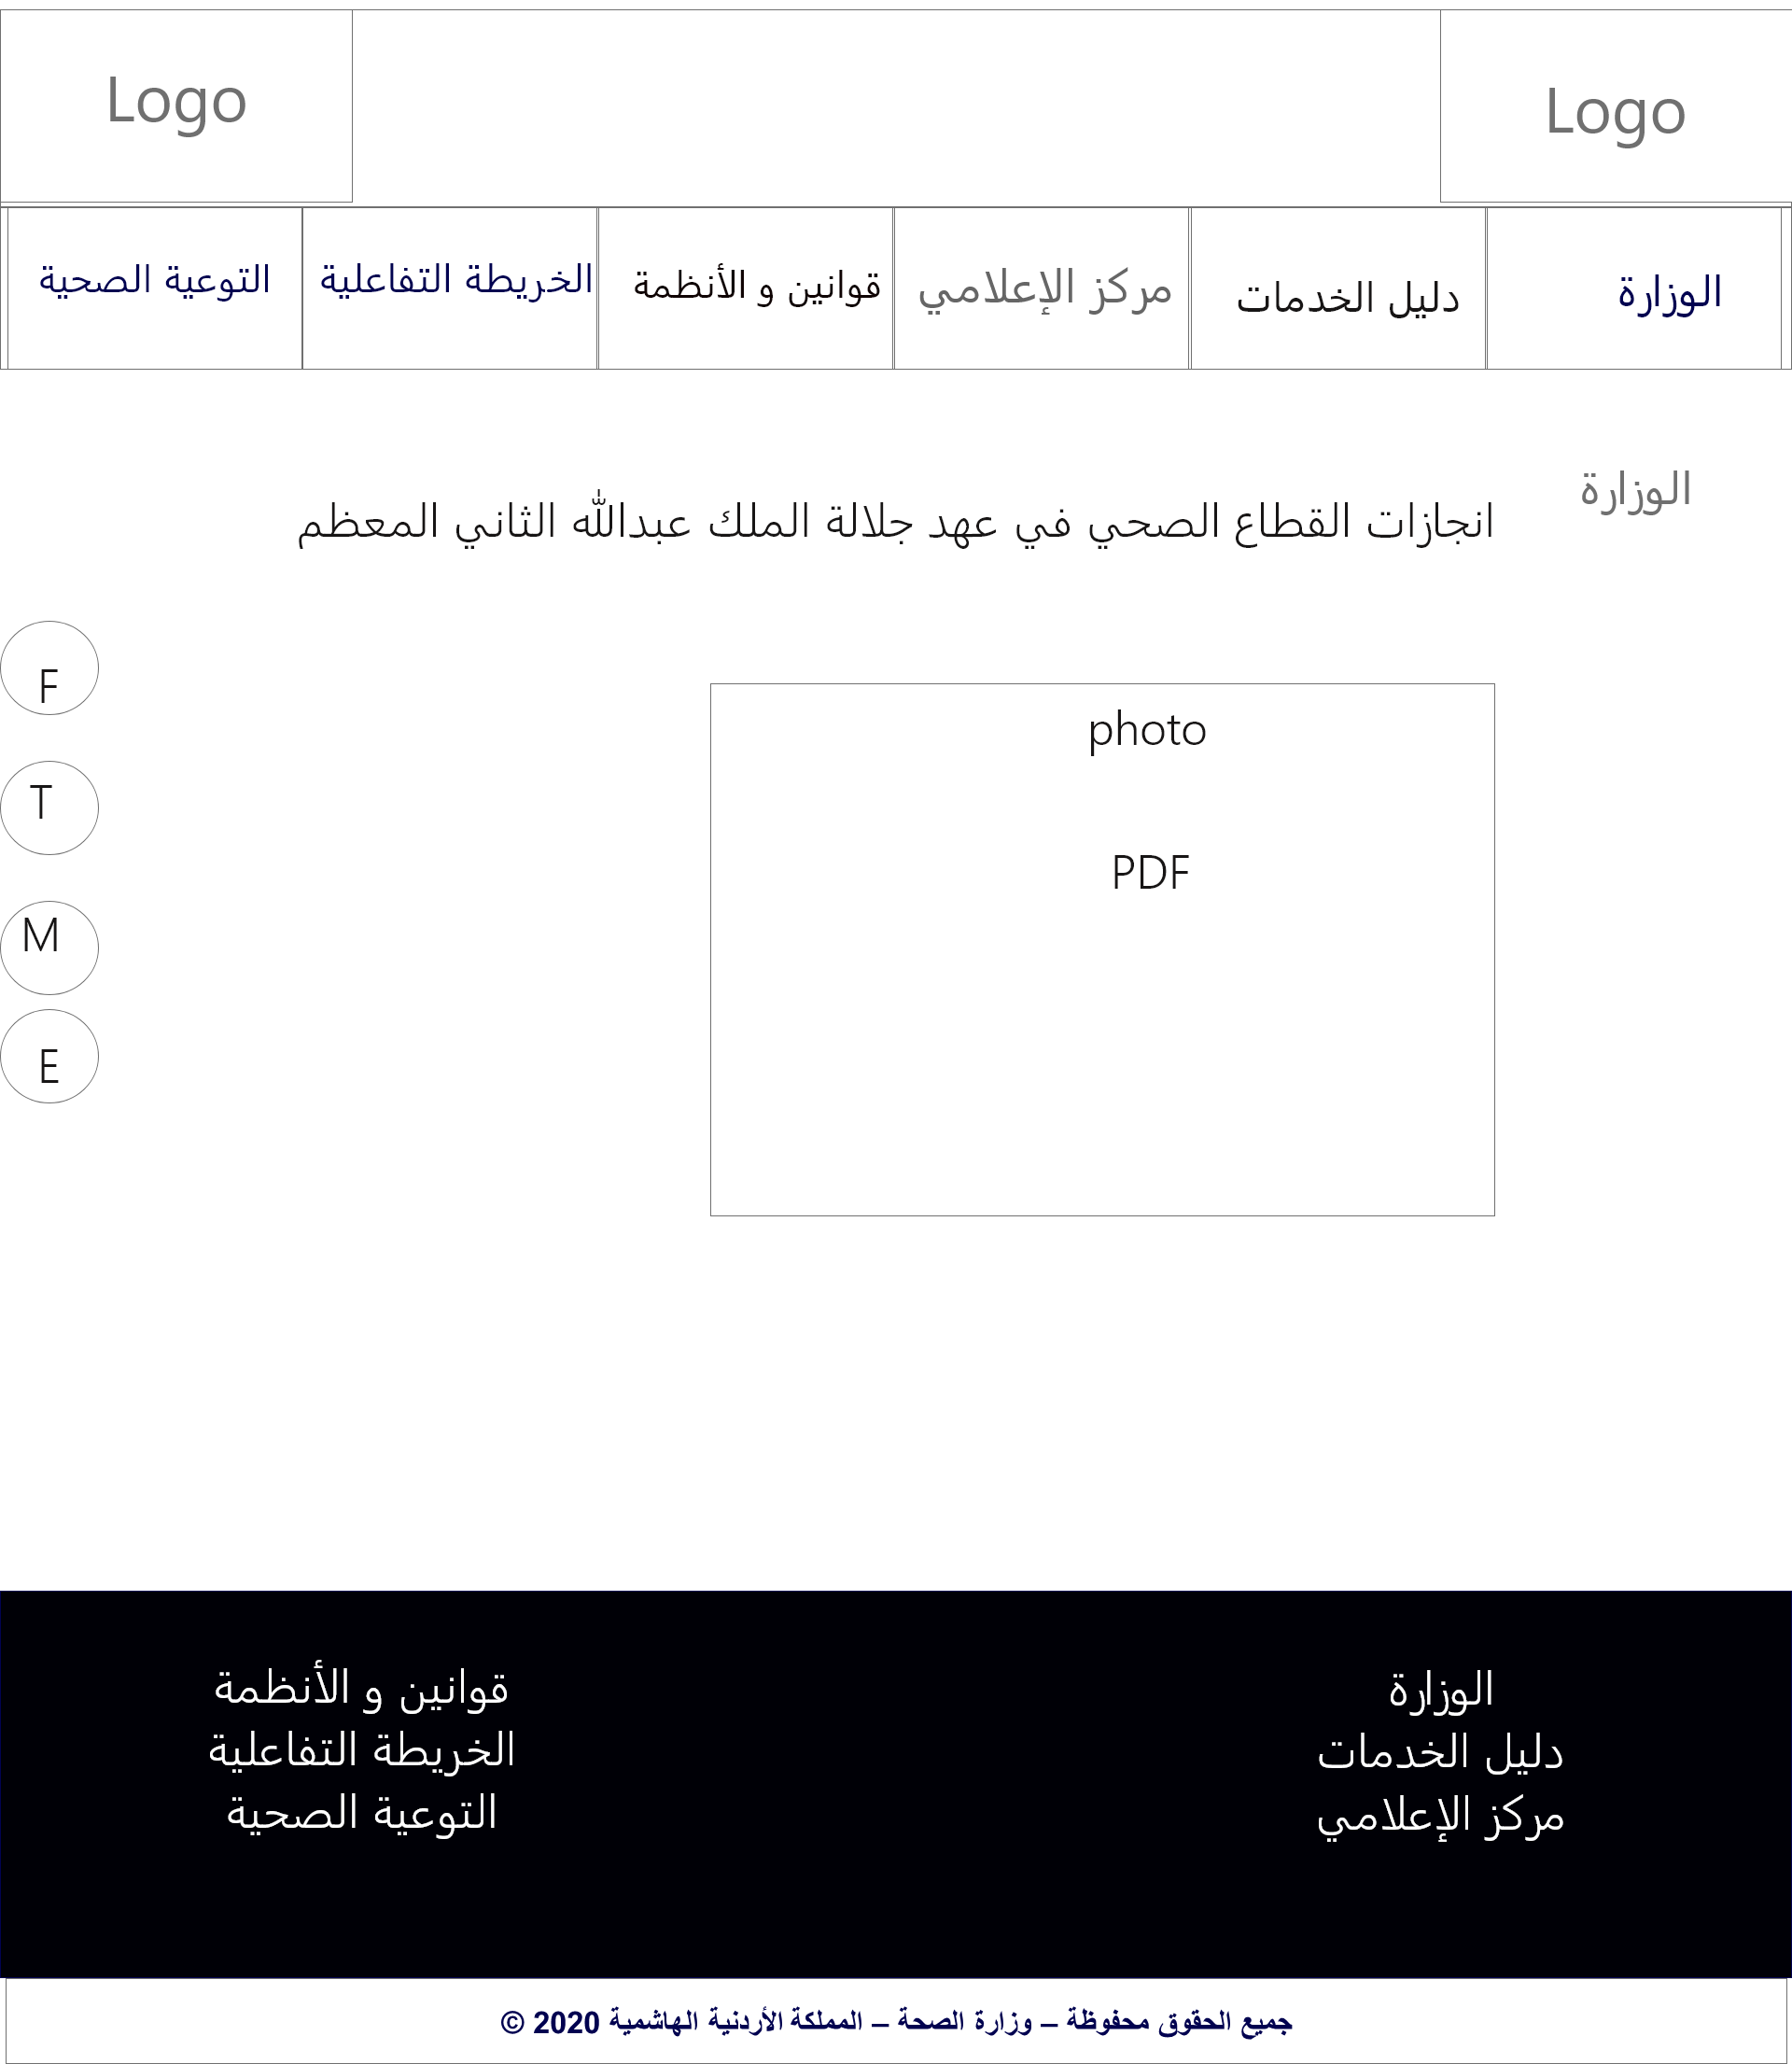 Logo
Logo
الوزارة
دليل الخدمات
مركز الإعلامي
قوانين و الأنظمة
الخريطة التفاعلية
التوعية الصحية
الوزارة
انجازات القطاع الصحي في عهد جلالة الملك عبدالله الثاني المعظم
F
T
M
E
photo
PDF
الوزارة
دليل الخدمات
مركز الإعلامي
قوانين و الأنظمة
الخريطة التفاعلية
التوعية الصحية
جميع الحقوق محفوظة – وزارة الصحة – المملكة الأردنية الهاشمية 2020 ©